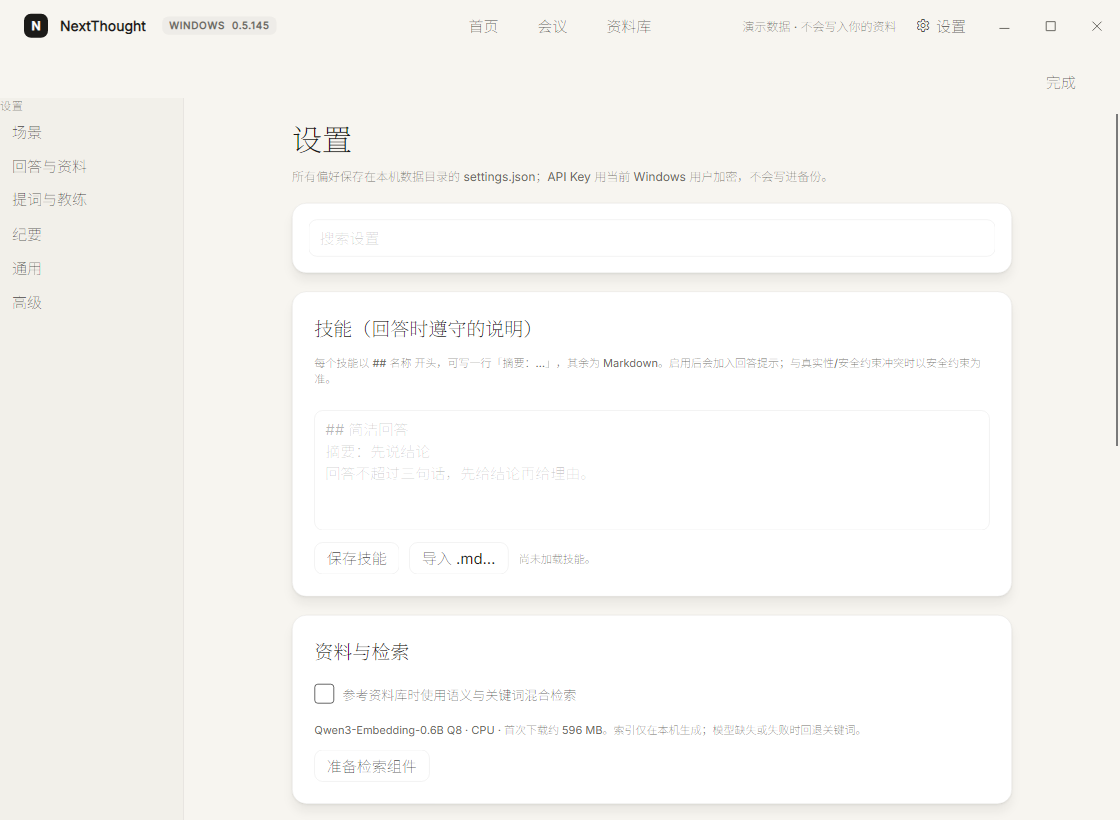 N NextThought WINDOWS 0.5.145 首页 会议 资料库 演示数据 · 不会写入你的资料 设置
完成
设置
场景
回答与资料
提词与教练
纪要
通用
高级
设置
所有偏好保存在本机数据目录的 settings.json；API Key 用当前 Windows 用户加密，不会写进备份。
搜索设置
技能（回答时遵守的说明）
每个技能以 ## 名称 开头，可写一行「摘要：…」，其余为 Markdown。启用后会加入回答提示；与真实性/安全约束冲突时以安全约束为
准。
## 简洁回答
摘要：先说结论
回答不超过三句话，先给结论再给理由。
保存技能 导入 .md... 尚未加载技能。
资料与检索
参考资料库时使用语义与关键词混合检索
Qwen3-Embedding-0.6B Q8 · CPU · 首次下载约 596 MB。索引仅在本机生成；模型缺失或失败时回退关键词。
准备检索组件